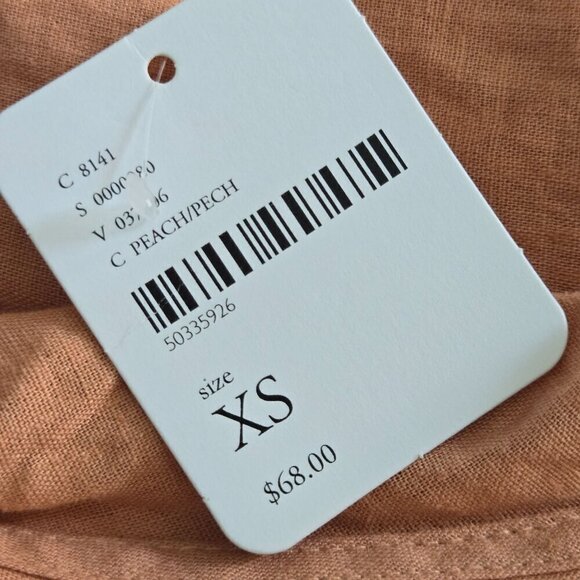 C 8141
S
V
C PEACH/PECH
50335926
size
XS
$68.00